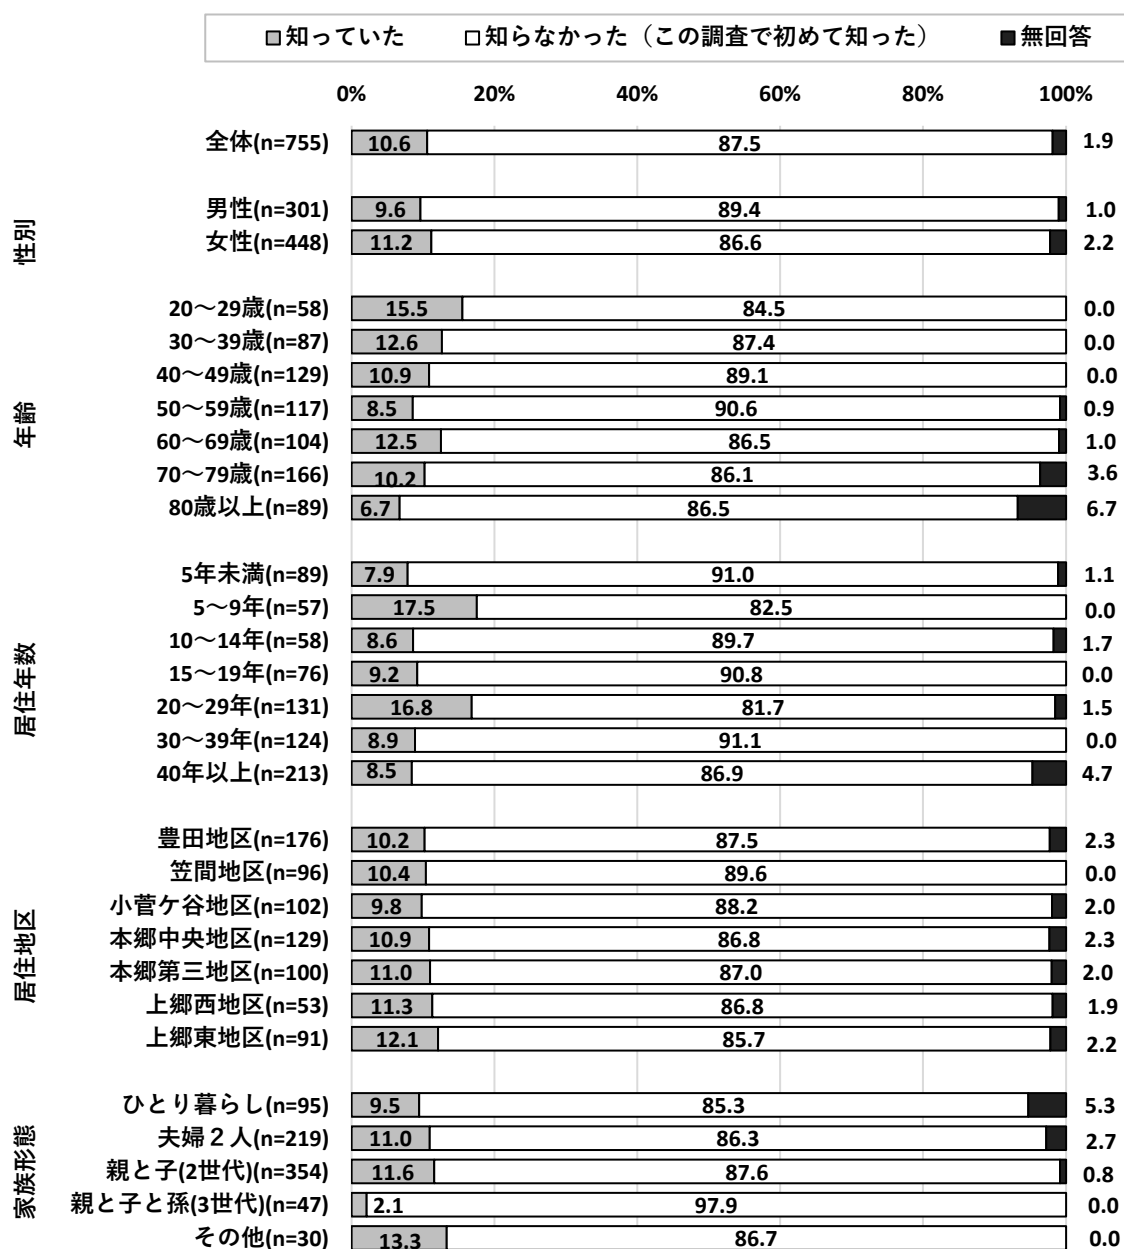 知っていた 知らなかった（この調査で初めて知った） 無回答
0% 20% 40% 60% 80% 100%
全体(n=755) 10.6 87.5 1.9
性別
男性(n=301) 9.6 89.4 1.0
女性(n=448) 11.2 86.6 2.2
年齢
20～29歳(n=58) 15.5 84.5 0.0
30～39歳(n=87) 12.6 87.4 0.0
40～49歳(n=129) 10.9 89.1 0.0
50～59歳(n=117) 8.5 90.6 0.9
60～69歳(n=104) 12.5 86.5 1.0
70～79歳(n=166) 10.2 86.1 3.6
80歳以上(n=89) 6.7 86.5 6.7
居住年数
5年未満(n=89) 7.9 91.0 1.1
5～9年(n=57) 17.5 82.5 0.0
10～14年(n=58) 8.6 89.7 1.7
15～19年(n=76) 9.2 90.8 0.0
20～29年(n=131) 16.8 81.7 1.5
30～39年(n=124) 8.9 91.1 0.0
40年以上(n=213) 8.5 86.9 4.7
居住地区
豊田地区(n=176) 10.2 87.5 2.3
笠間地区(n=96) 10.4 89.6 0.0
小菅ケ谷地区(n=102) 9.8 88.2 2.0
本郷中央地区(n=129) 10.9 86.8 2.3
本郷第三地区(n=100) 11.0 87.0 2.0
上郷西地区(n=53) 11.3 86.8 1.9
上郷東地区(n=91) 12.1 85.7 2.2
家族形態
ひとり暮らし(n=95) 9.5 85.3 5.3
夫婦２人(n=219) 11.0 86.3 2.7
親と子(2世代)(n=354) 11.6 87.6 0.8
親と子と孫(3世代)(n=47) 2.1 97.9 0.0
その他(n=30) 13.3 86.7 0.0